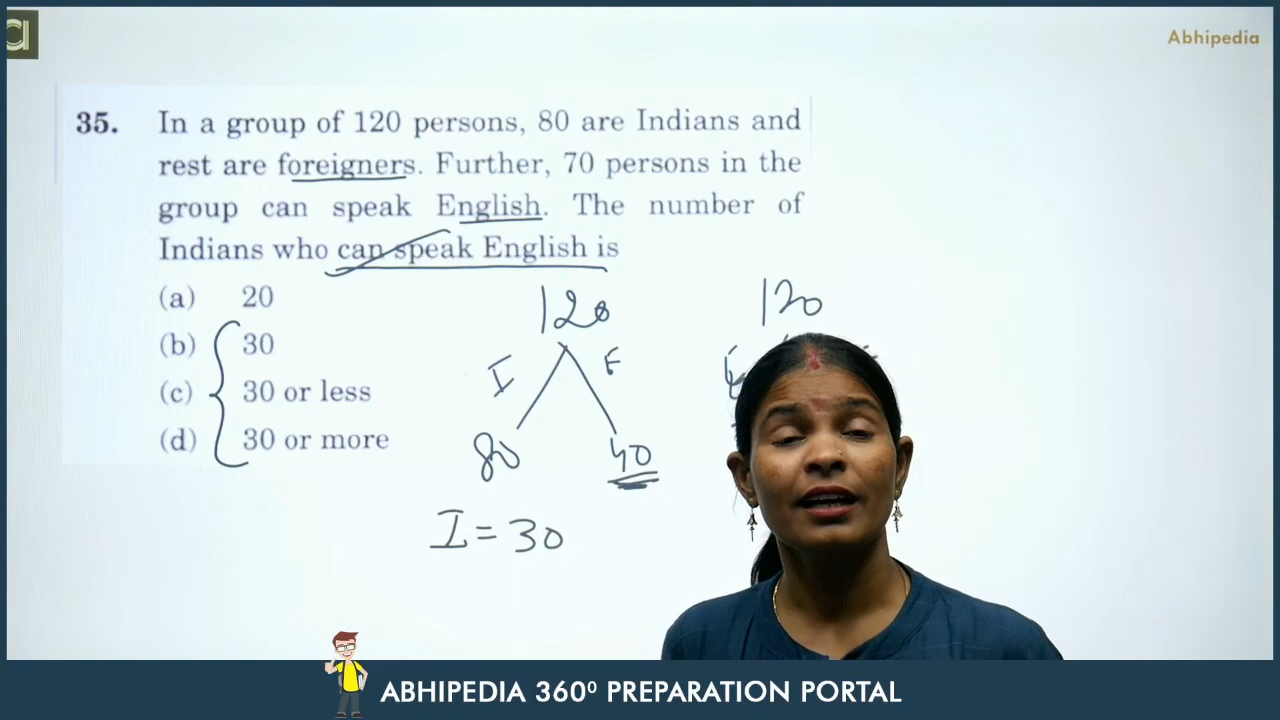 Abhipedia
35. In a group of 120 persons, 80 are Indians and
rest are foreigners. Further, 70 persons in the
group can speak English. The number of
Indians who can speak English is
(a) 20
(b) 30
(c) 30 or less
(d) 30 or more
120
120
I F
80 40
I = 30
ABHIPEDIA 360⁰ PREPARATION PORTAL